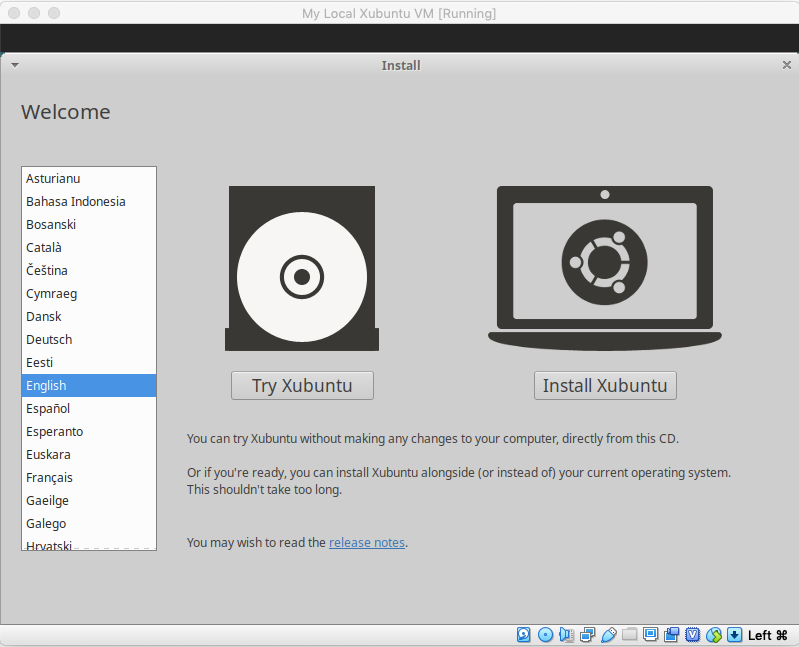 My Local Xubuntu VM [Running]
Install
Welcome
Asturianu
Bahasa Indonesia
Bosanski
Català
Čeština
Cymraeg
Dansk
Deutsch
Eesti
English
Español
Esperanto
Euskara
Français
Gaeilge
Galego
Hrvatski
Try Xubuntu
Install Xubuntu
You can try Xubuntu without making any changes to your computer, directly from this CD.
Or if you're ready, you can install Xubuntu alongside (or instead of) your current operating system.
This shouldn't take too long.
You may wish to read the release notes.
Left ⌘